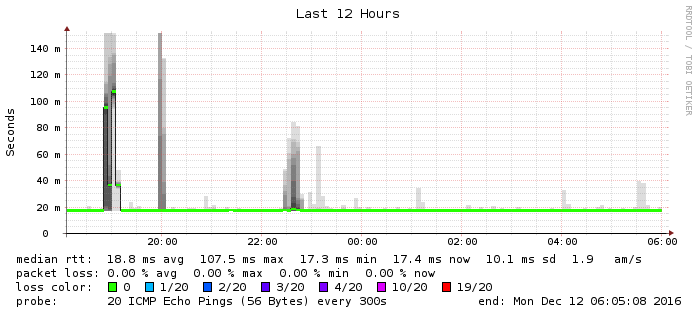 Last 12 Hours
RRDTOOL / TOBI OETIKER
Seconds
140 m
120 m
100 m
80 m
60 m
40 m
20 m
0
20:00 22:00 00:00 02:00 04:00 06:00
median rtt: 18.8 ms avg 107.5 ms max 17.3 ms min 17.4 ms now 10.1 ms sd 1.9 am/s
packet loss: 0.00 % avg 0.00 % max 0.00 % min 0.00 % now
loss color: 0 1/20 2/20 3/20 4/20 10/20 19/20
probe: 20 ICMP Echo Pings (56 Bytes) every 300s end: Mon Dec 12 06:05:08 2016